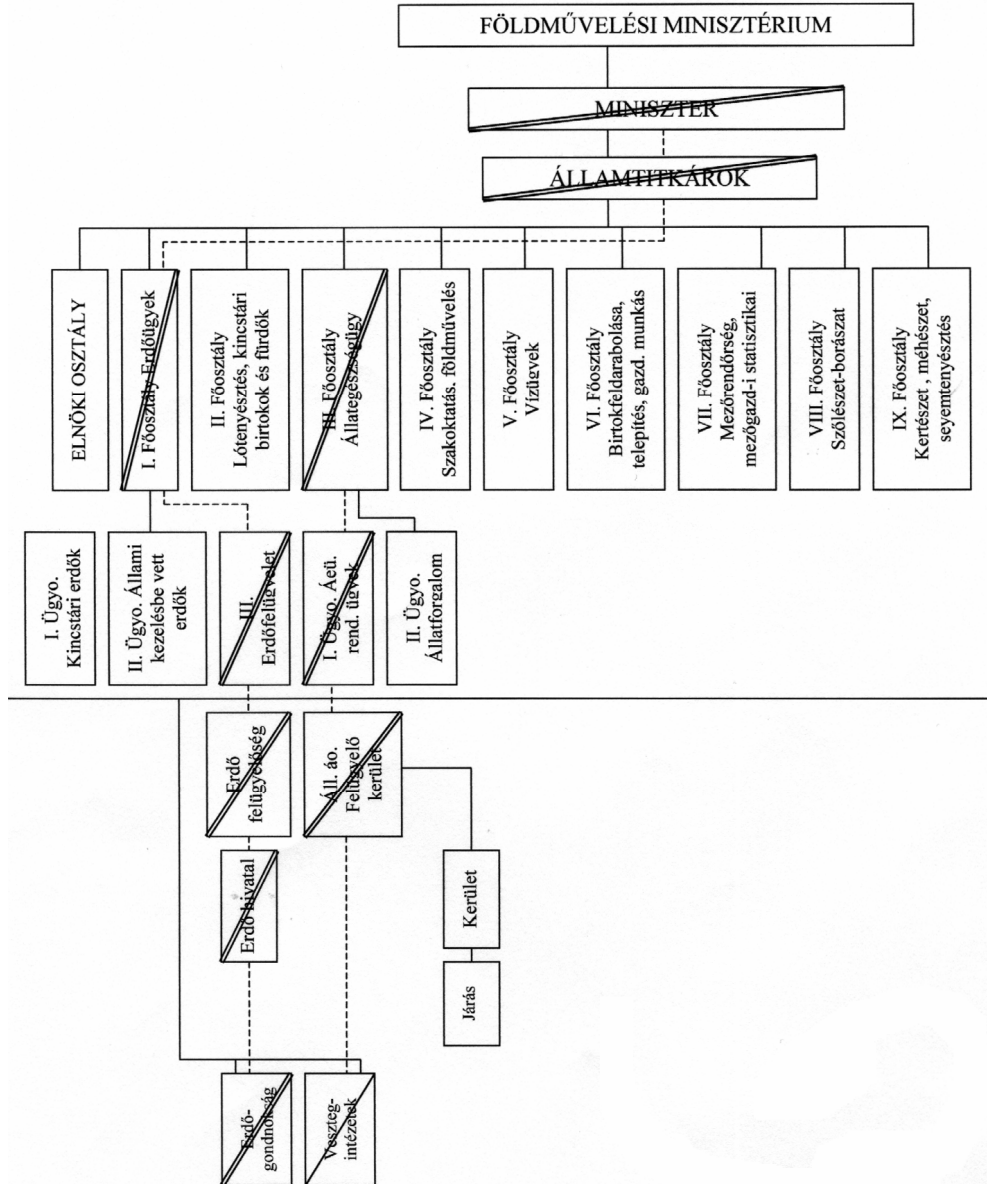 FÖLDMŰVELÉSI MINISZTÉRIUM
MINISZTER
ÁLLAMTITKÁROK
ELNÖKI OSZTÁLY
I. Főosztály Erdőügyek
II. Főosztály
Lótenyésztés, kincstári
birtokok és fürdők
III. Főosztály
Állategészségügy
IV. Főosztály
Szakoktatás. földművelés
V. Főosztály
Vízügyek
VI. Főosztály
Birtokfeldarabolása,
telepítés, gazd. munkás
VII. Főosztály
Mezőrendőrség,
mezőgazd-i statisztikai
VIII. Főosztály
Szőlészet-borászat
IX. Főosztály
Kertészet , méhészet,
seyemtenyésztés
I. Ügyo.
Kincstári erdők
II. Ügyo. Állami
kezelésbe vett
erdők
III.
Erdőfelügyelet
I. Ügyo. Áeü.
rend. ügyek
II. Ügyo.
Állatforgalom
Erdő
felügyelőség
Áll. áo.
Felügyelő
kerület
Erdő hivatal
Kerület
Járás
Erdő-
gondnokság
Veszteg-
intézetek